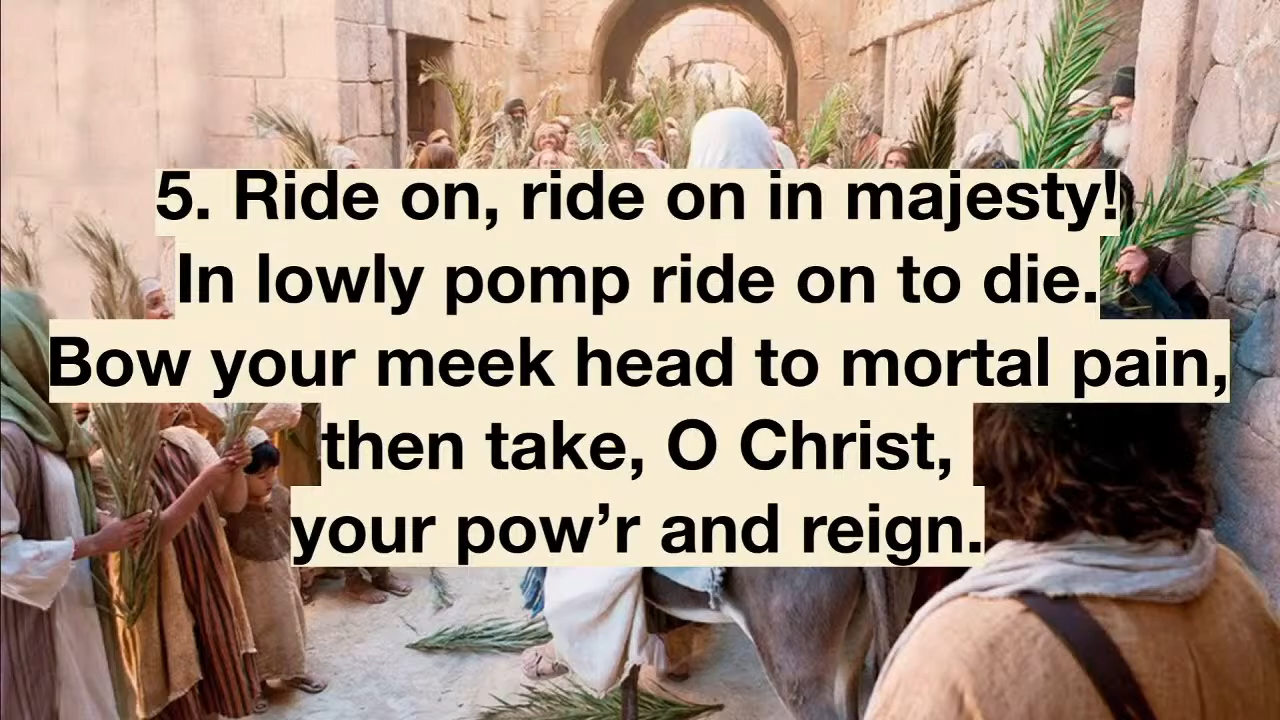 5. Ride on, ride on in majesty!
In lowly pomp ride on to die.
Bow your meek head to mortal pain,
then take, O Christ,
your pow’r and reign.